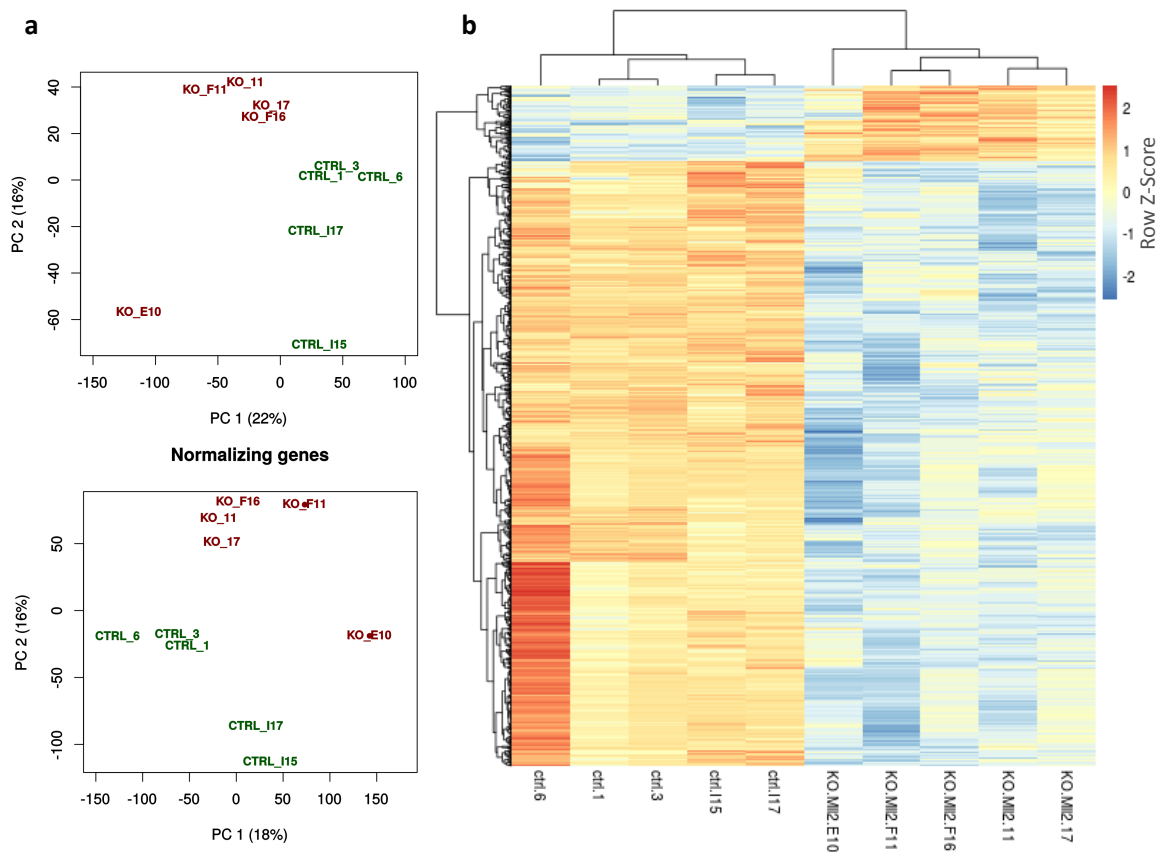 a
40
20
0
-20
-40
-60
PC 2 (16%)
KO_11
KO_F11
KO_17
KO_F16
CTRL_3
CTRL_1
CTRL_6
CTRL_I17
KO_E10
CTRL_I15
-150 -100 -50 0 50 100
PC 1 (22%)
Normalizing genes
50
0
-50
-100
PC 2 (16%)
KO_F16
KO_F11
KO_11
KO_17
CTRL_6
CTRL_3
CTRL_1
KO_E10
CTRL_I17
CTRL_I15
-150 -100 -50 0 50 100 150
PC 1 (18%)
b
2
1
0
-1
-2
Row Z-Score
ctrl.6
ctrl.1
ctrl.3
ctrl.I15
ctrl.I17
KO.Mll2.E10
KO.Mll2.F11
KO.Mll2.F16
KO.Mll2.11
KO.Mll2.17